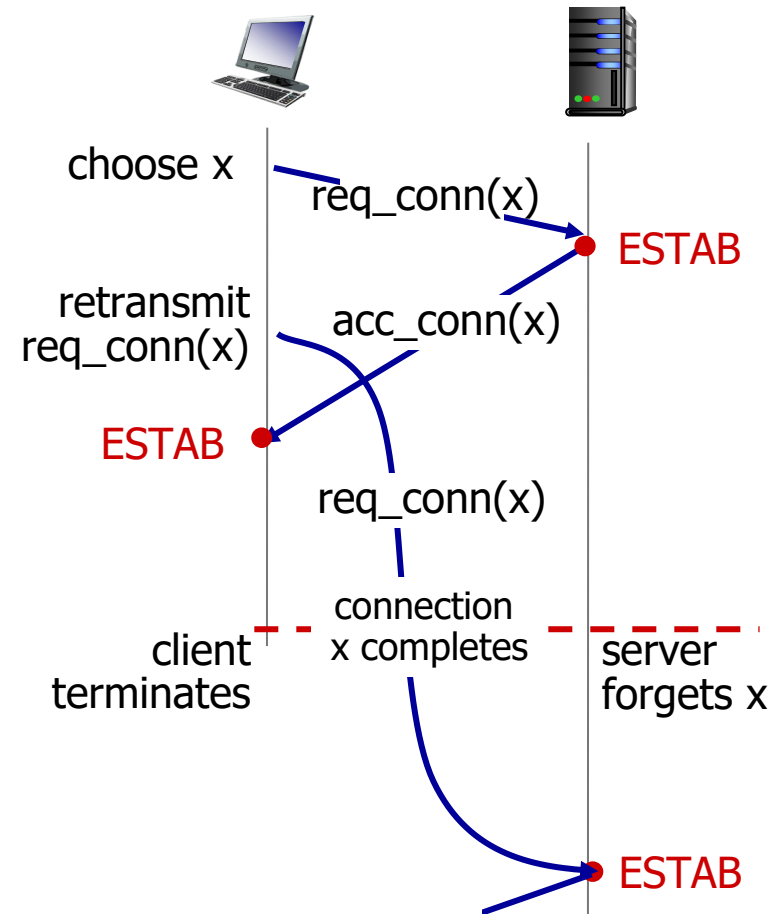 choose x
req_conn(x)
ESTAB
retransmit
req_conn(x)
acc_conn(x)
ESTAB
req_conn(x)
connection
x completes
client
terminates
server
forgets x
ESTAB